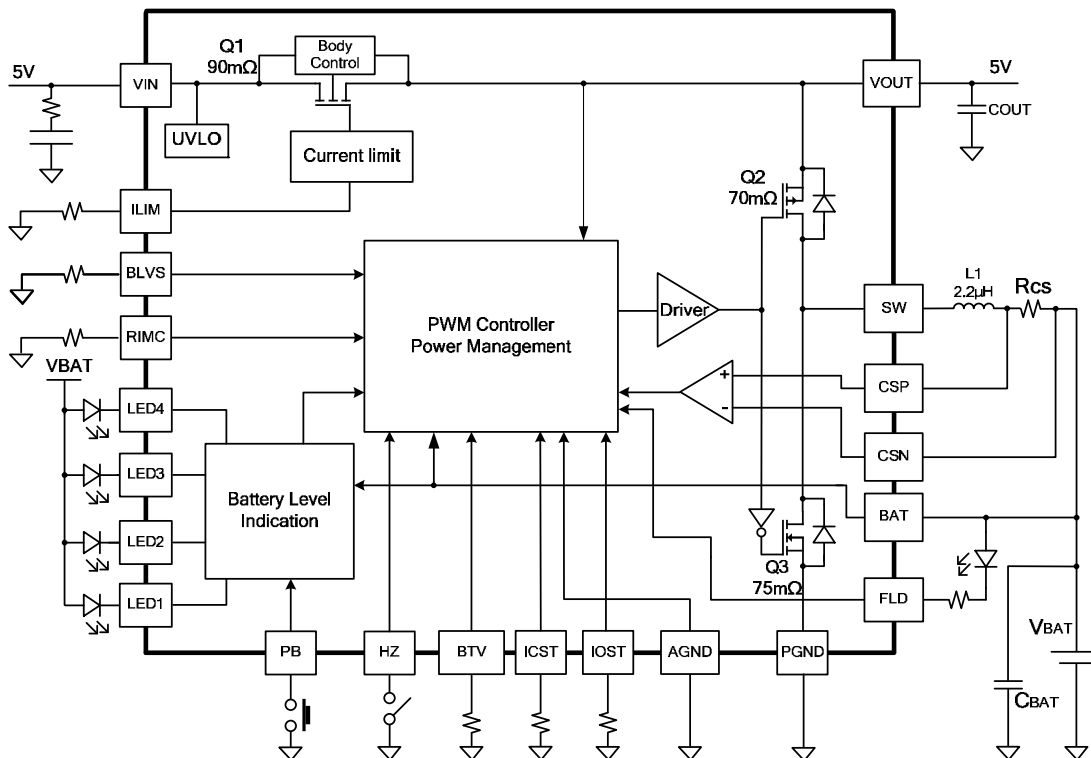 Q1
90mΩ
Body
Control
5V
VIN
VOUT
5V
COUT
UVLO
Current limit
Q2
70mΩ
ILIM
BLVS
RIMC
PWM Controller
Power Management
Driver
SW
L1
2.2μH
Rcs
VBAT
+
-
CSP
CSN
LED4
LED3
LED2
LED1
Battery Level
Indication
BAT
Q3
75mΩ
FLD
PB
HZ
BTV
ICST
IOST
AGND
PGND
VBAT
CBAT